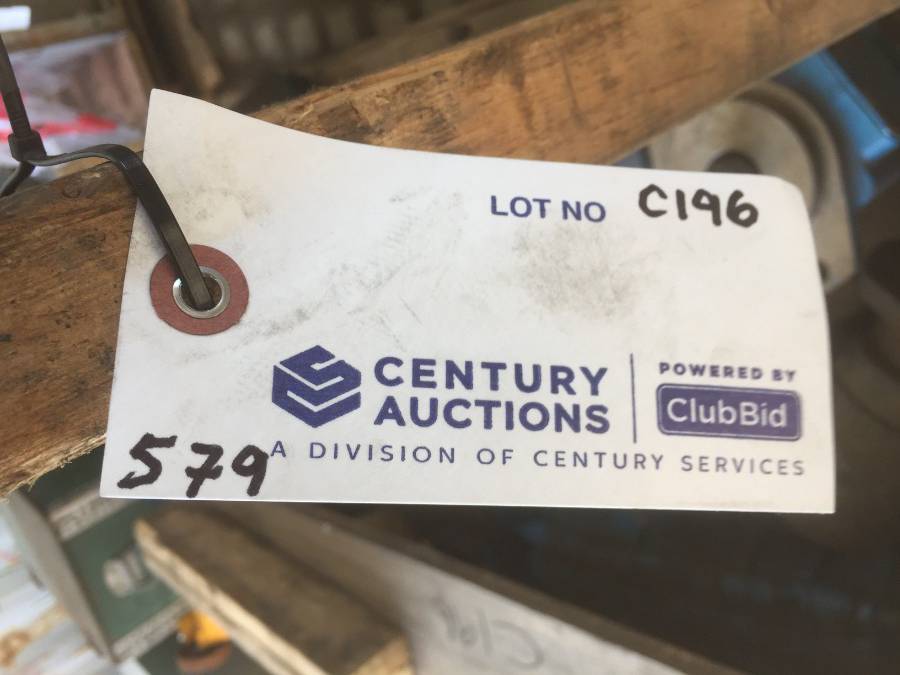 LOT NO C196
CENTURY
AUCTIONS
POWERED BY
ClubBid
A DIVISION OF CENTURY SERVICES
579